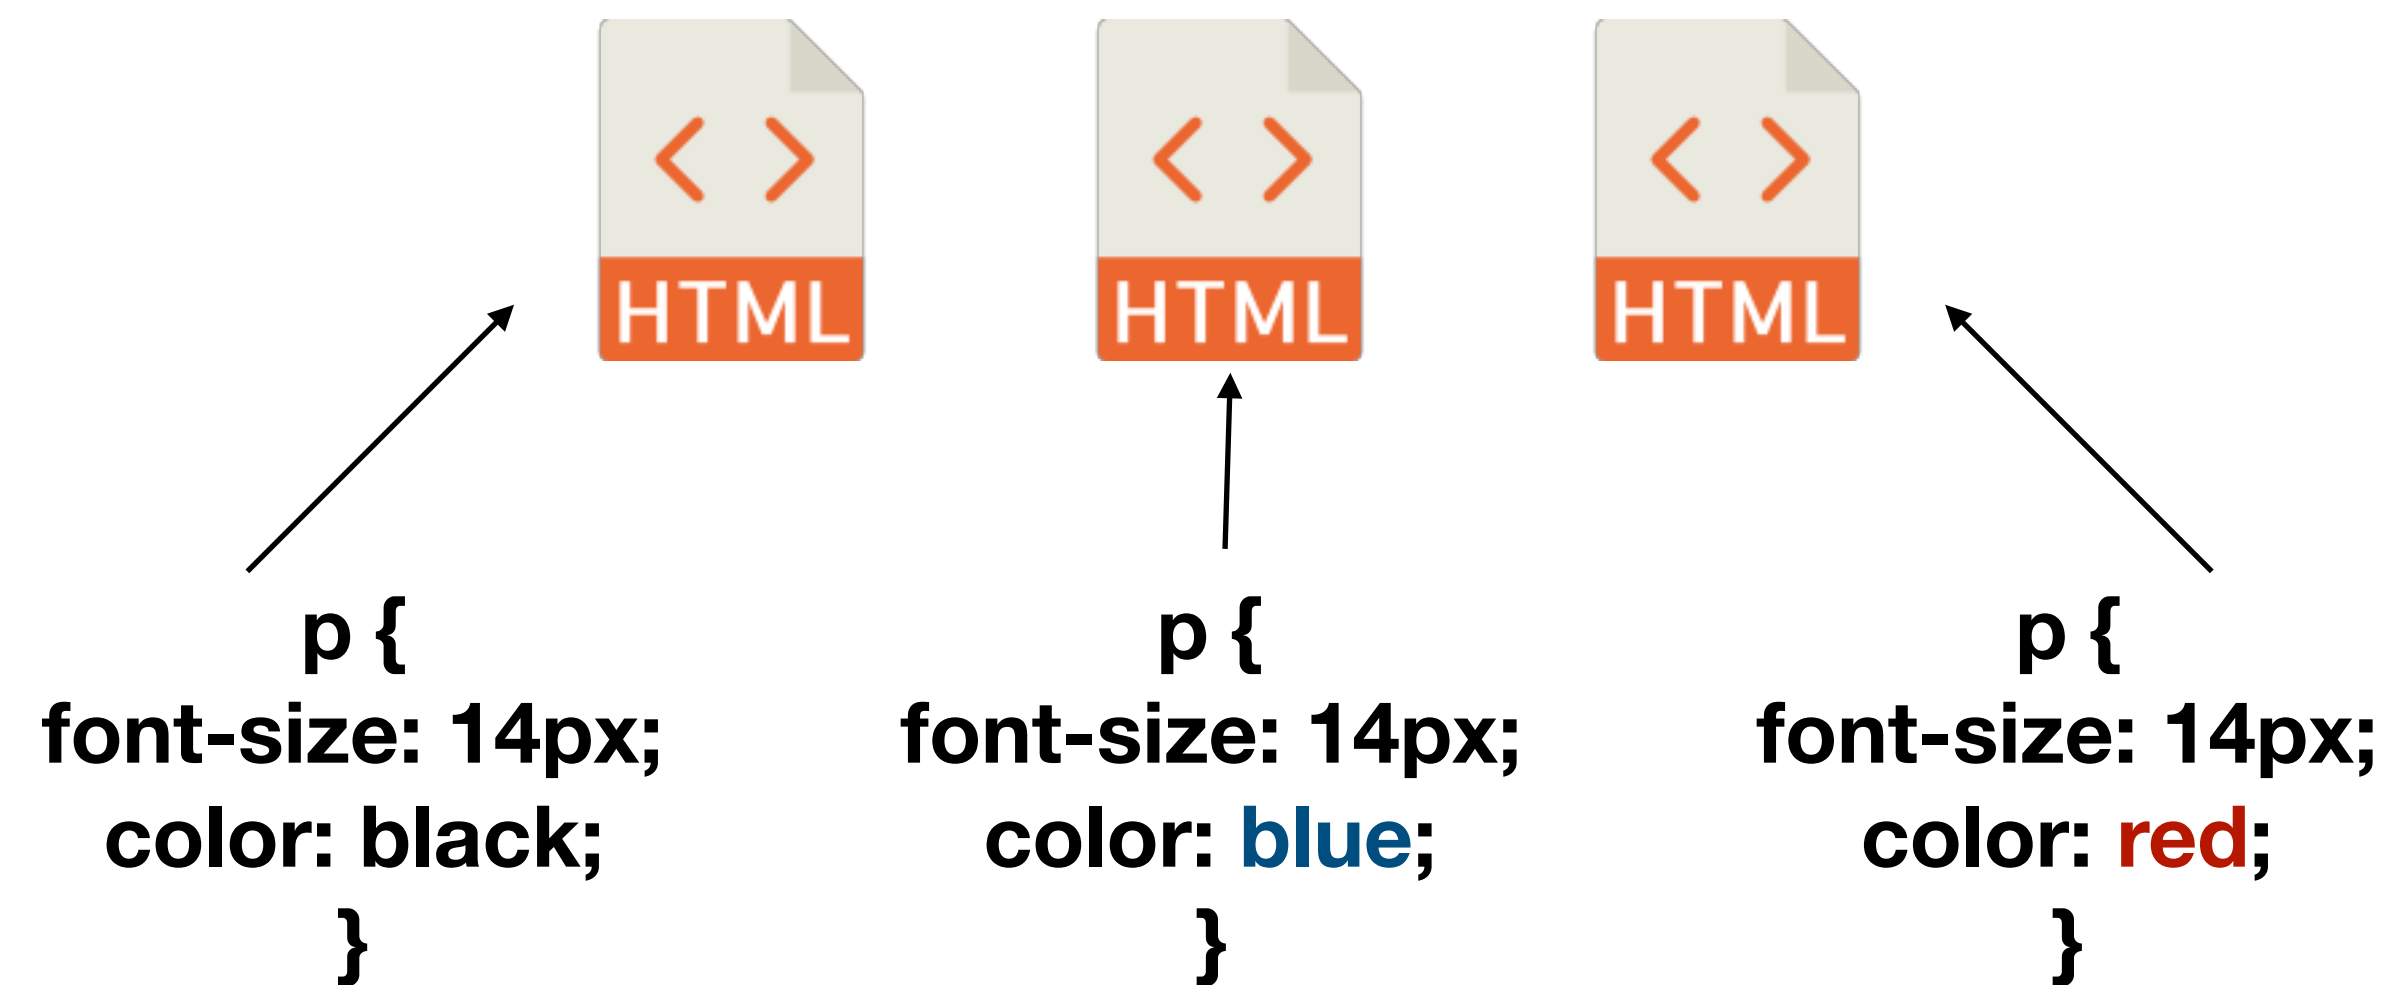 HTML
HTML
HTML
p {
font-size: 14px;
color: black;
}
p {
font-size: 14px;
color: blue;
}
p {
font-size: 14px;
color: red;
}